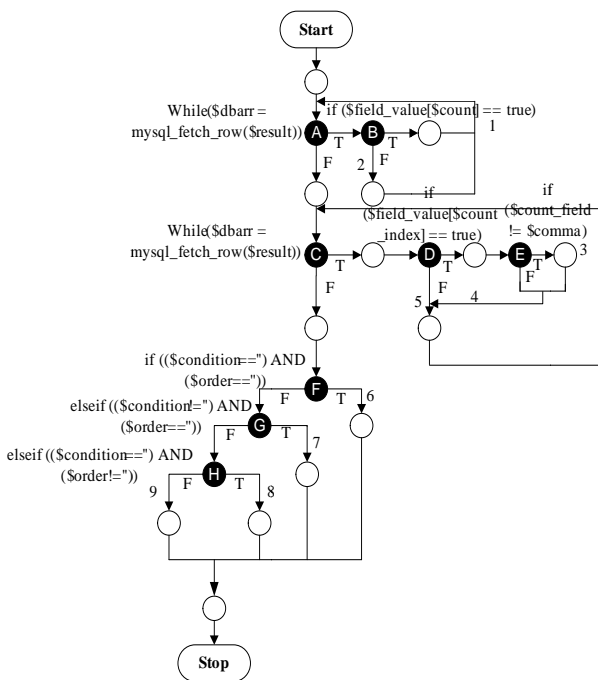 Start
While($dbarr =
mysql_fetch_row($result))
if ($field_value[$count] == true)
A
T
B
T
1
F
2
F
While($dbarr =
mysql_fetch_row($result))
if
($field_value[$count
_index] == true)
if
($count_field
!= $comma)
C
T
D
T
E
T
3
F
F
F
4
5
if (($condition=='') AND
($order==''))
F
F
T
6
elseif (($condition!='') AND
($order==''))
G
F
T
7
elseif (($condition=='') AND
($order!=''))
H
9
F
T
8
Stop